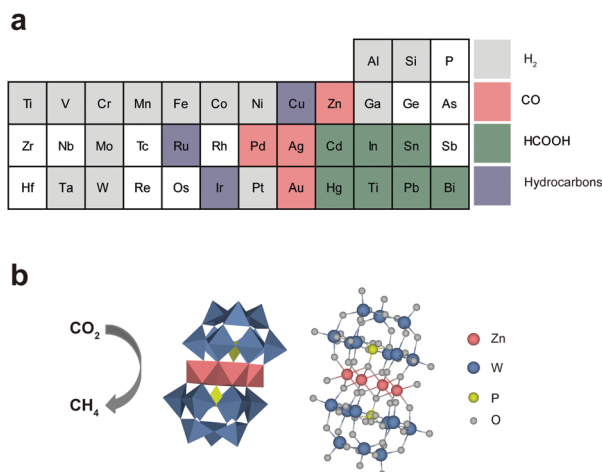 a
Al Si P
Ti V Cr Mn Fe Co Ni Cu Zn Ga Ge As
Zr Nb Mo Tc Ru Rh Pd Ag Cd In Sn Sb
Hf Ta W Re Os Ir Pt Au Hg Ti Pb Bi
H₂
CO
HCOOH
Hydrocarbons
b
CO₂
CH₄
Zn
W
P
O